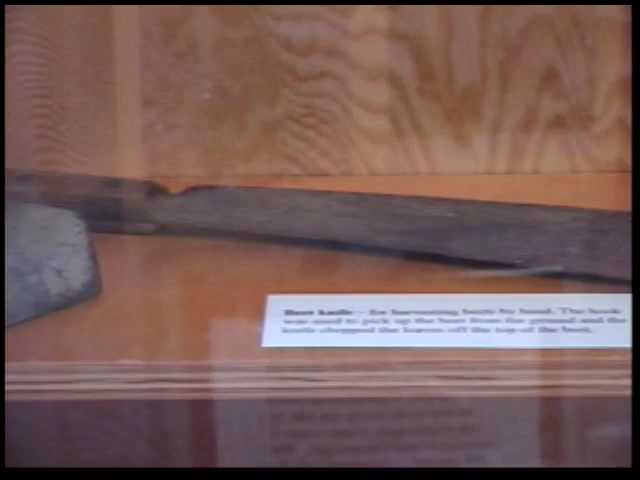 Beet knife – for harvesting beets by hand. The hook
was used to pick up the beet from the ground and the
knife chopped the leaves off the top of the beet.